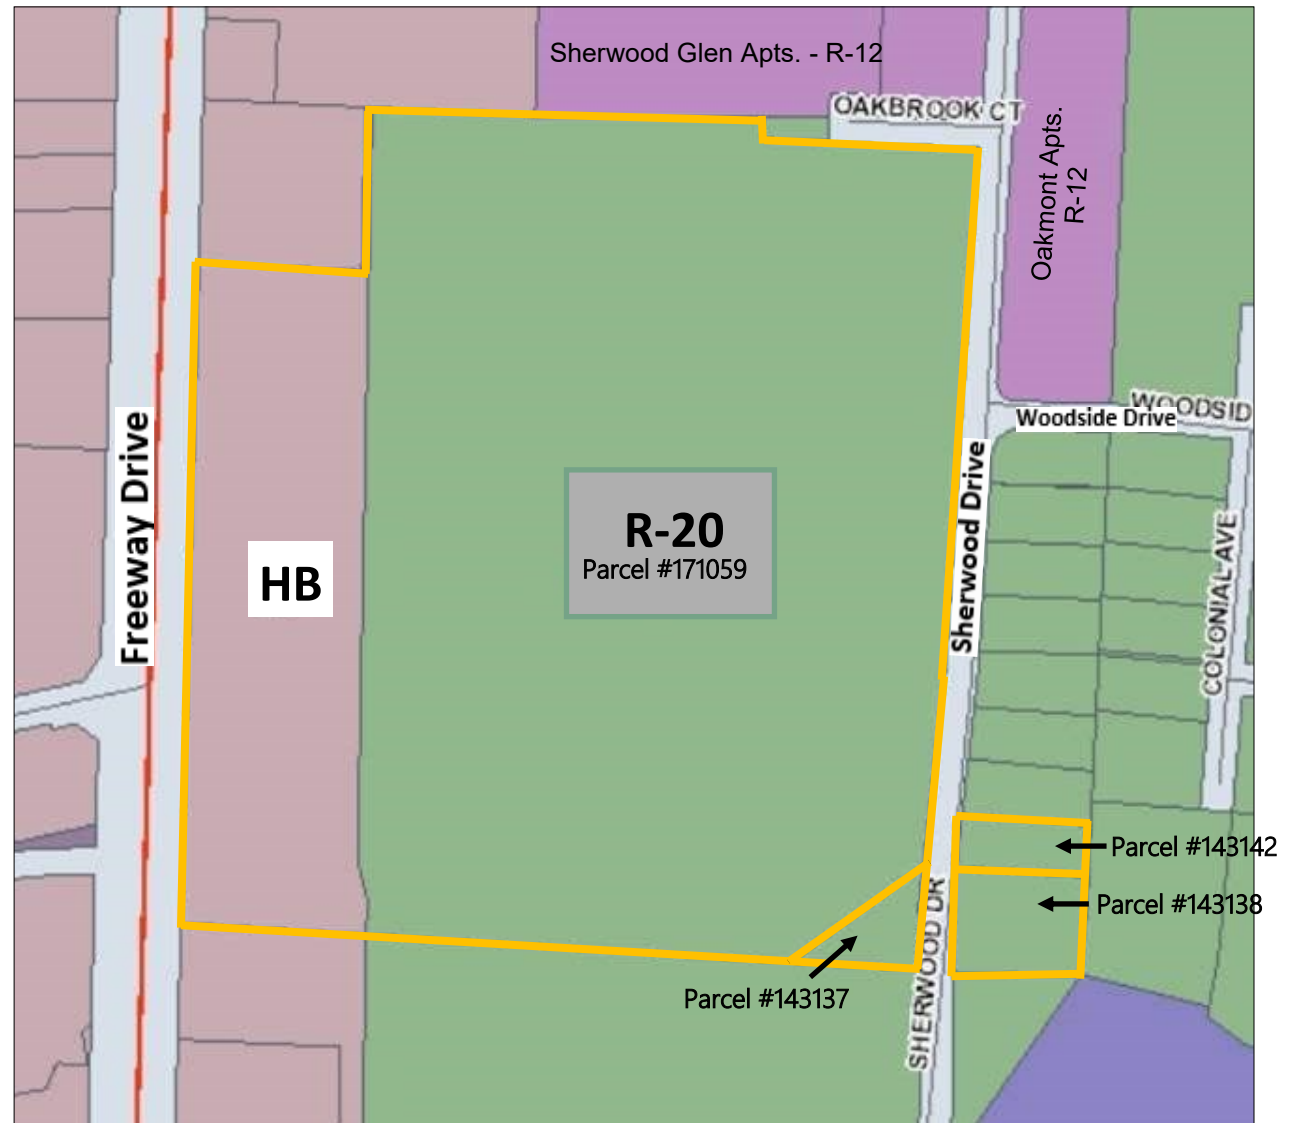 Sherwood Glen Apts. - R-12
OAKBROOK CT
Oakmont Apts.
R-12
WOODSID
Woodside Drive
Freeway Drive
Sherwood Drive
R-20
Parcel #171059
HB
COLONIAL AVE
Parcel #143142
Parcel #143138
SHERWOOD DR
Parcel #143137